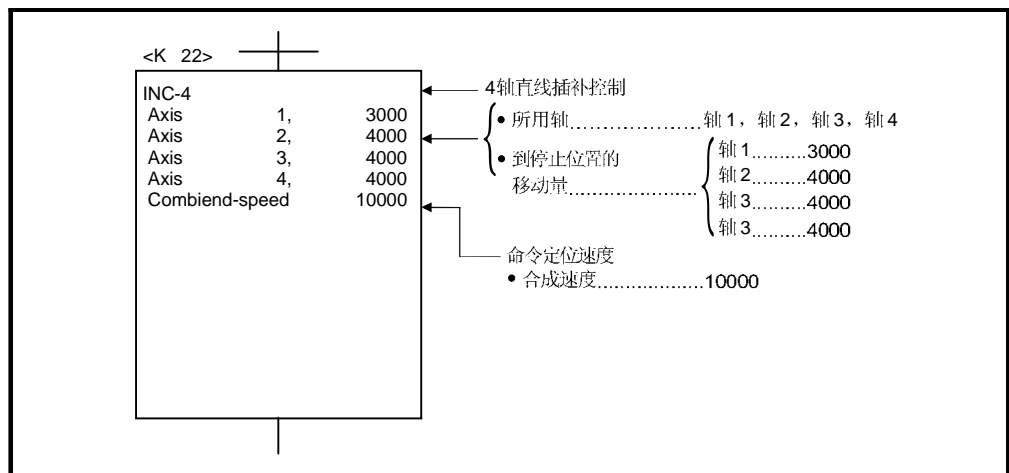 <K 22>
INC-4
Axis 1, 3000
Axis 2, 4000
Axis 3, 4000
Axis 4, 4000
Combiend-speed 10000
4轴直线插补控制
• 所用轴......................轴1，轴2，轴3，轴4
• 到停止位置的
移动量......................
轴1.........3000
轴2.........4000
轴3.........4000
轴3.........4000
命令定位速度
• 合成速度....................10000